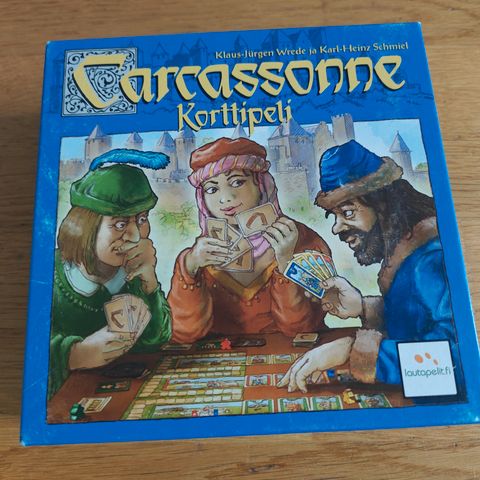 Klaus-Jürgen Wrede ja Karl-Heinz Schmiel
Carcassonne
Korttipeli
lautapelit.fi